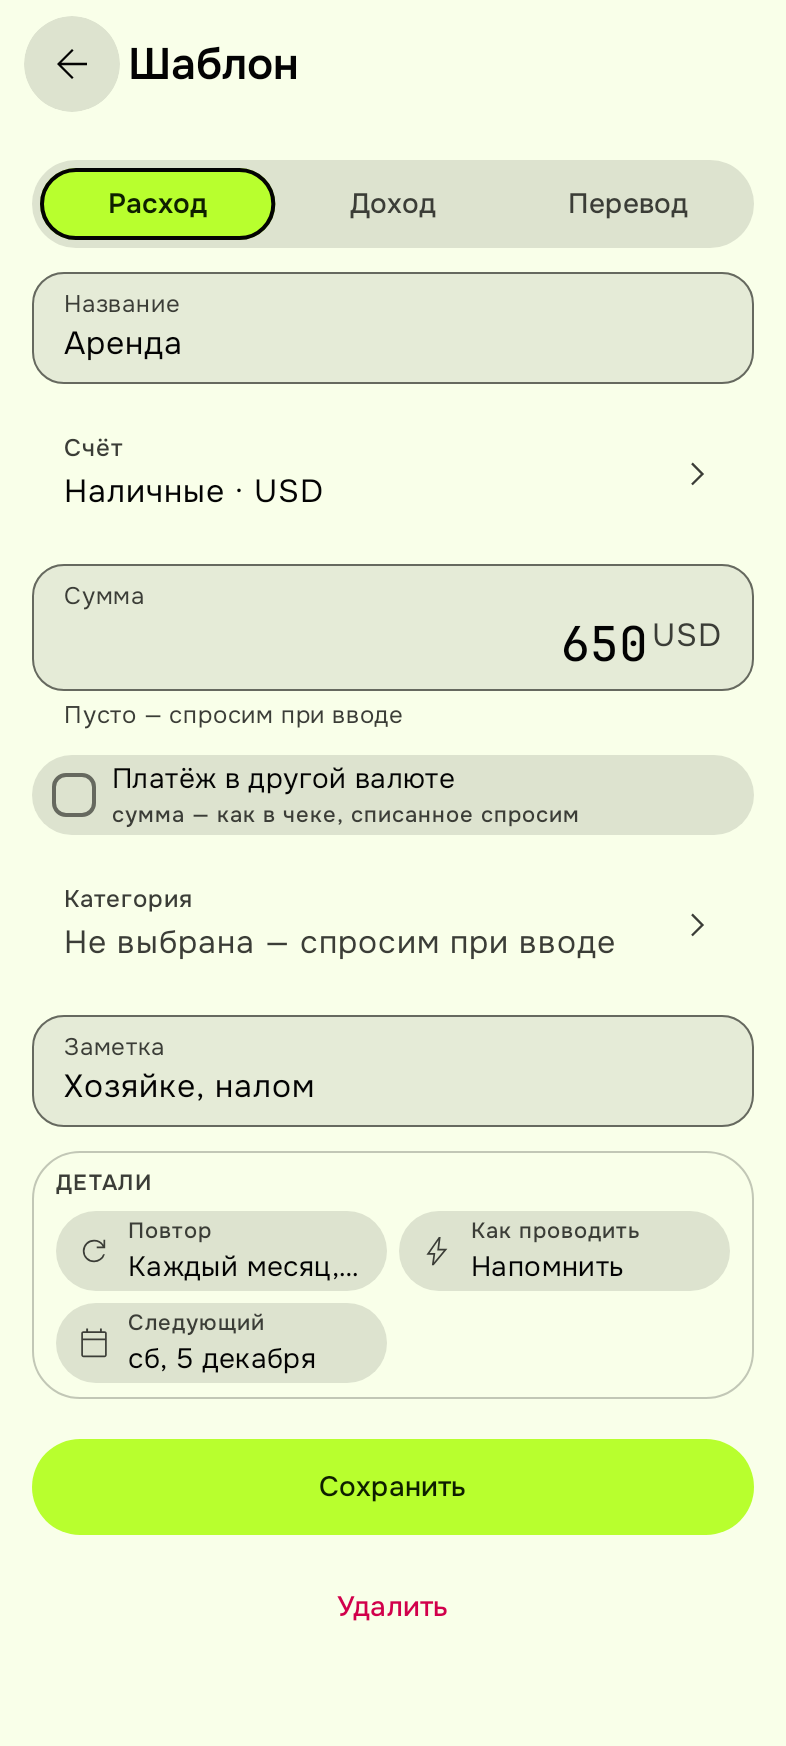 Шаблон
Расход Доход Перевод
Название
Аренда
Счёт
Наличные · USD
Сумма
650 USD
Пусто — спросим при вводе
Платёж в другой валюте
сумма — как в чеке, списанное спросим
Категория
Не выбрана — спросим при вводе
Заметка
Хозяйке, налом
ДЕТАЛИ
Повтор
Каждый месяц,...
Как проводить
Напомнить
Следующий
сб, 5 декабря
Сохранить
Удалить